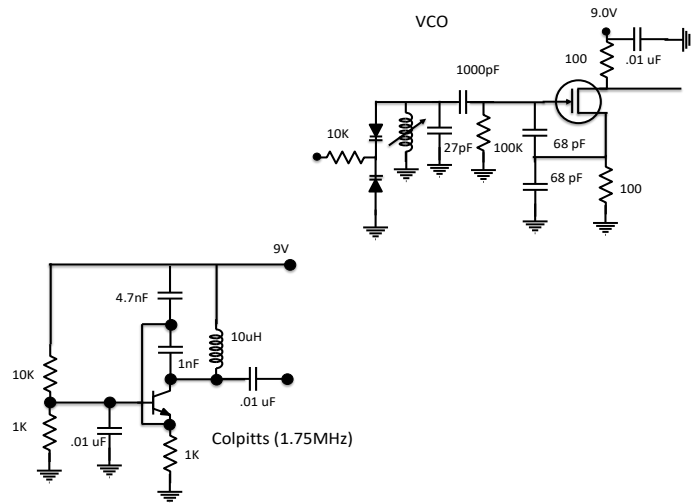 VCO
9.0V
100
.01 uF
1000pF
10K
27pF
100K
68 pF
68 pF
100
9V
4.7nF
10uH
1nF
10K
.01 uF
1K
.01 uF
Colpitts (1.75MHz)
1K